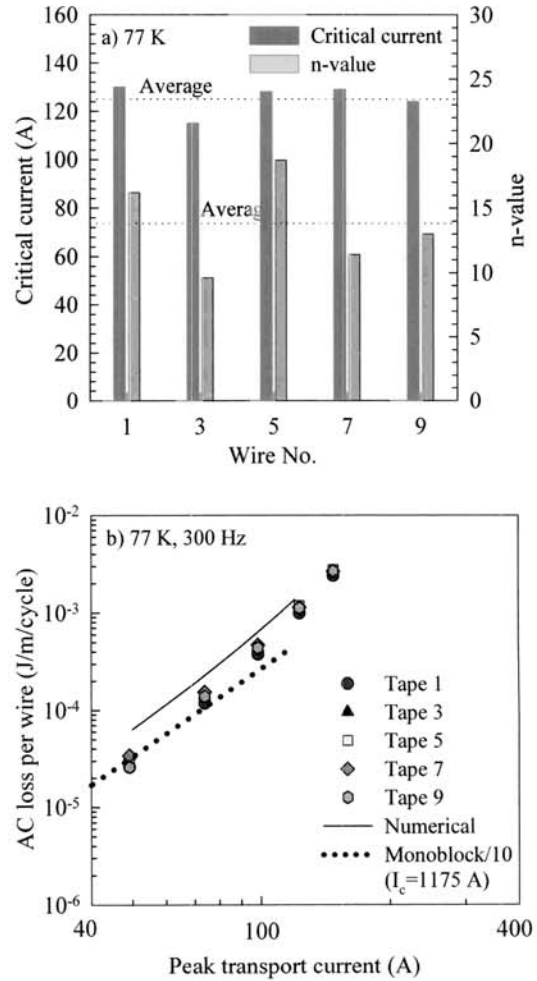 a) 77 K
Critical current
n-value
Average
Average
160
140
120
100
80
60
40
20
0
30
25
20
15
10
5
0
Critical current (A)
n-value
1 3 5 7 9
Wire No.
b) 77 K, 300 Hz
10-2
10-3
10-4
10-5
10-6
AC loss per wire (J/m/cycle)
Tape 1
Tape 3
Tape 5
Tape 7
Tape 9
Numerical
Monoblock/10
(Ic=1175 A)
40 100 400
Peak transport current (A)